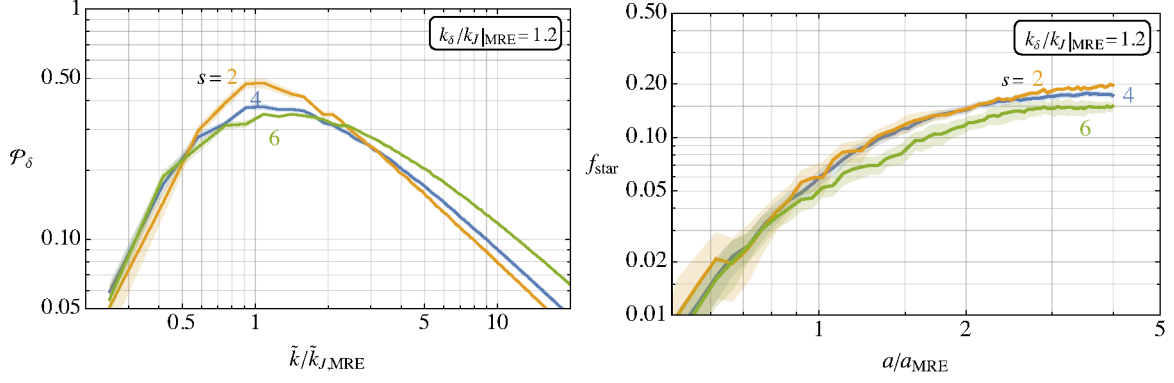 1
0.50
0.10
0.05
𝒫_δ
k_δ/k_J|MRE = 1.2
s = 2
4
6
0.5
1
5
10
k̃/k̃_J,MRE
0.50
0.20
0.10
0.05
0.02
0.01
f_star
k_δ/k_J|MRE = 1.2
s = 2
4
6
1
2
5
a/a_MRE